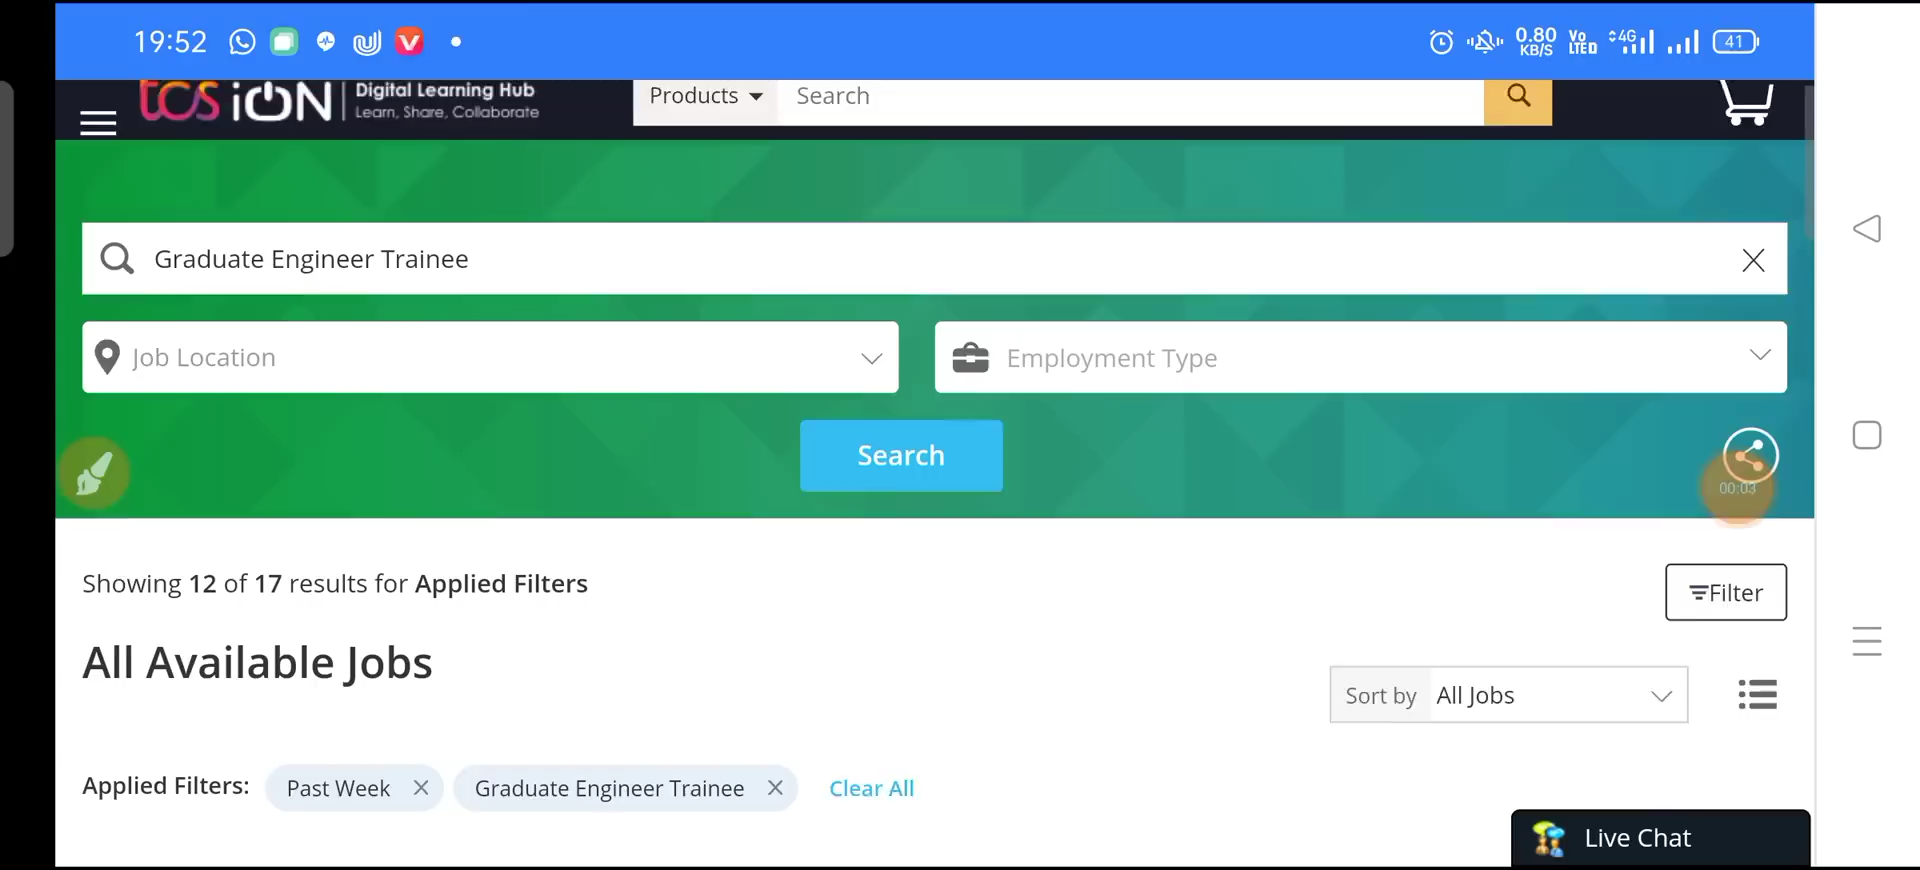 19:52
0.80 KB/S
Vo LTED
4G
41
tcs iON
Digital Learning Hub
Learn, Share, Collaborate
Products
Search
Graduate Engineer Trainee
Job Location
Employment Type
Search
00:03
Showing 12 of 17 results for Applied Filters
Filter
All Available Jobs
Sort by All Jobs
Applied Filters: Past Week Graduate Engineer Trainee Clear All
Live Chat